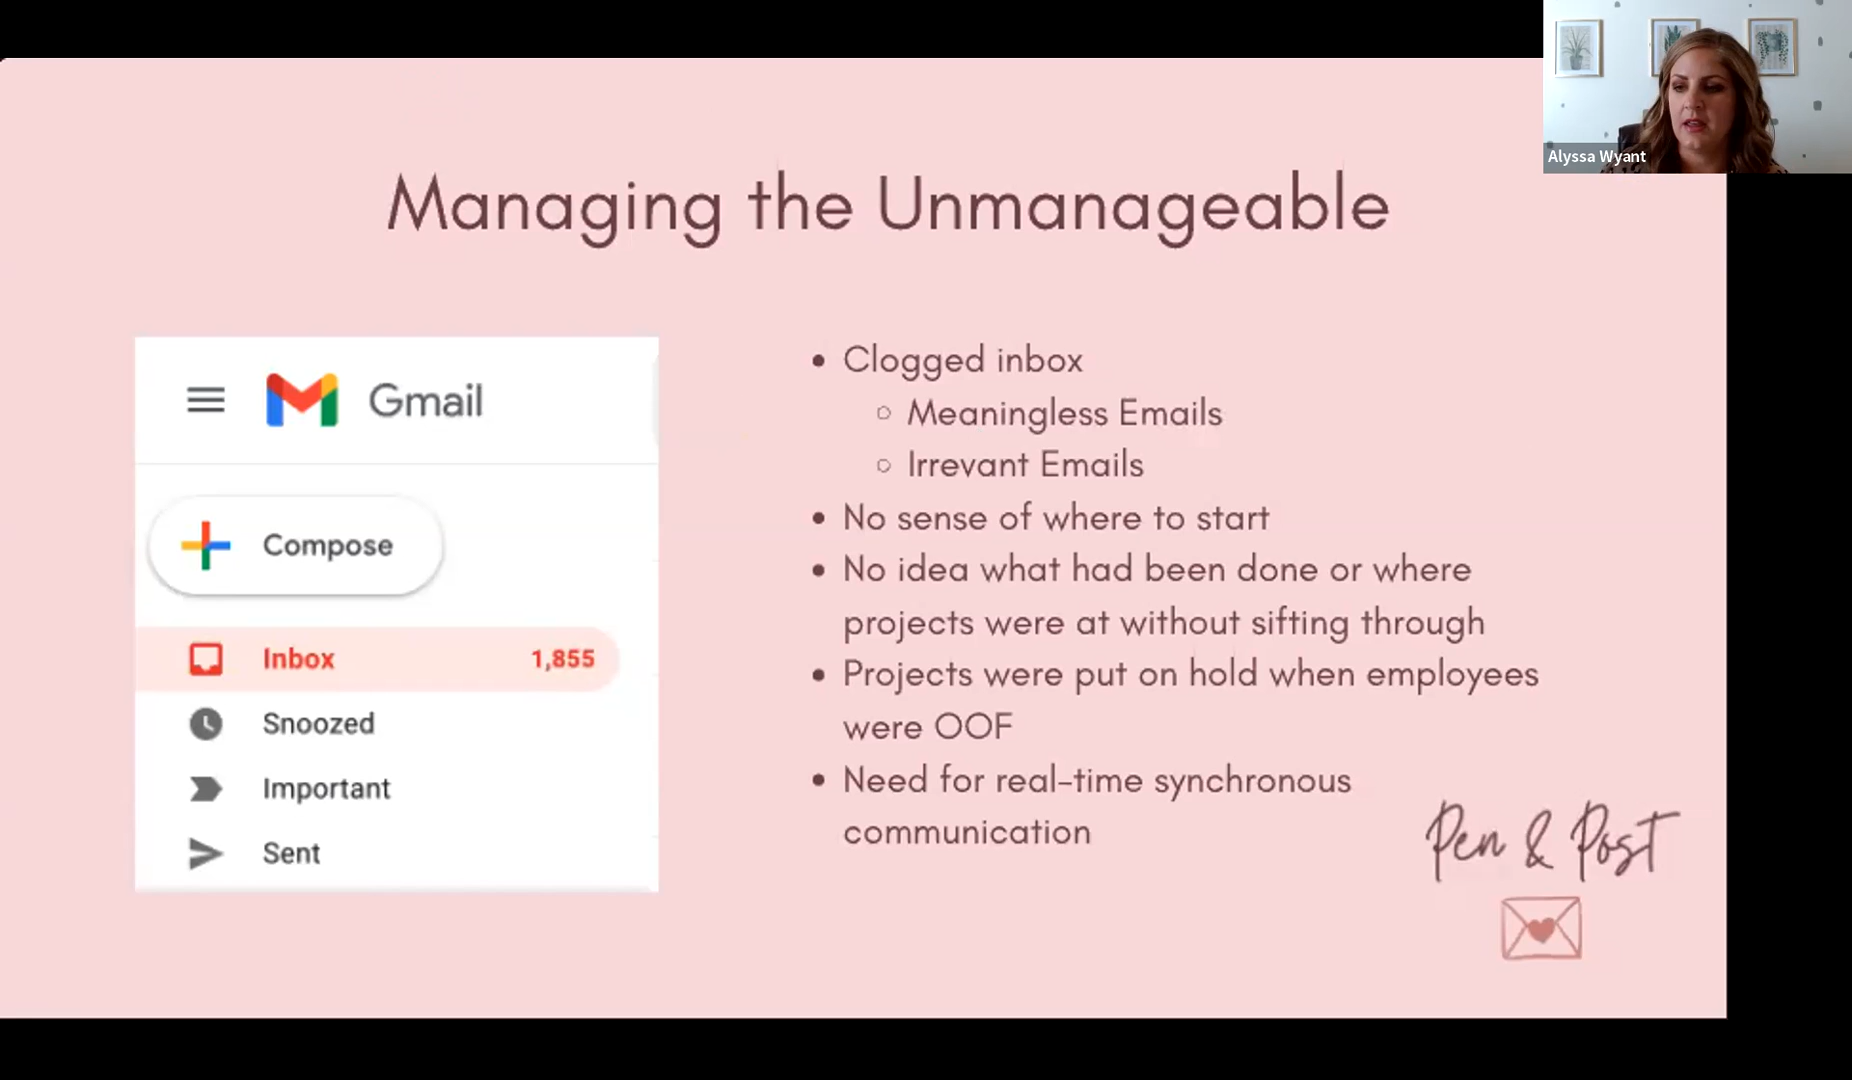 Alyssa Wyant
Managing the Unmanageable
Gmail
Compose
Inbox 1,855
Snoozed
Important
Sent
• Clogged inbox
○ Meaningless Emails
○ Irrevant Emails
• No sense of where to start
• No idea what had been done or where
projects were at without sifting through
• Projects were put on hold when employees
were OOF
• Need for real-time synchronous
communication
Pen & Post